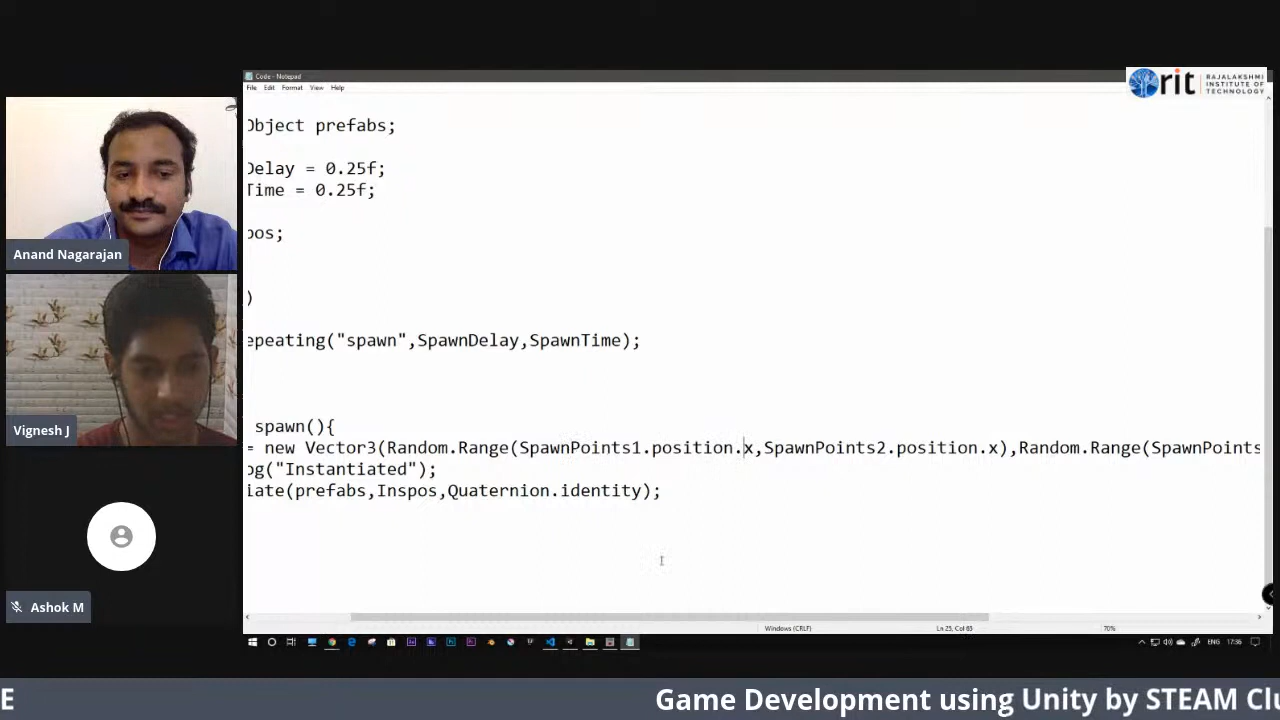 Code - Notepad
File Edit Format View Help
rit
RAJALAKSHMI
INSTITUTE OF
TECHNOLOGY
Object prefabs;
Delay = 0.25f;
Time = 0.25f;
pos;
)
epeating("spawn",SpawnDelay,SpawnTime);
spawn(){
= new Vector3(Random.Range(SpawnPoints1.position.x,SpawnPoints2.position.x),Random.Range(SpawnPoints
og("Instantiated");
iate(prefabs,Inspos,Quaternion.identity);
Anand Nagarajan
Vignesh J
Ashok M
Windows (CRLF) Ln 25, Col 65 70%
ENG 17:36
E Game Development using Unity by STEAM Clu